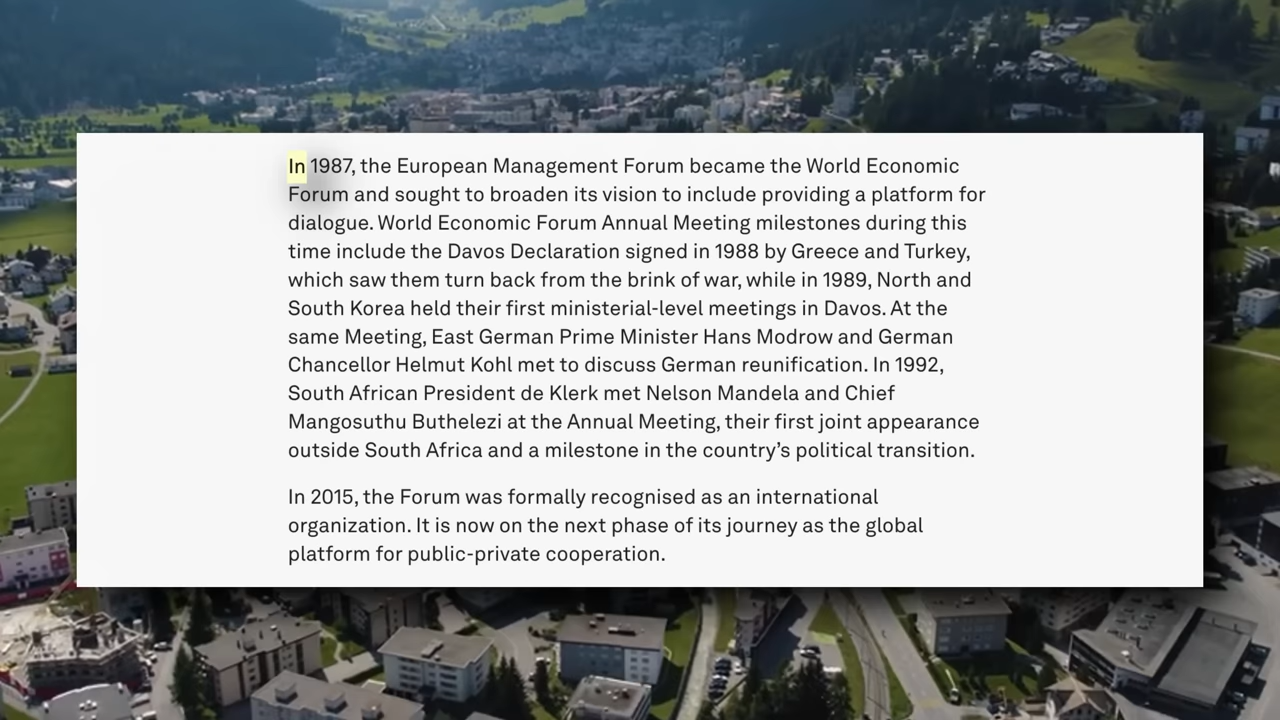 In 1987, the European Management Forum became the World Economic
Forum and sought to broaden its vision to include providing a platform for
dialogue. World Economic Forum Annual Meeting milestones during this
time include the Davos Declaration signed in 1988 by Greece and Turkey,
which saw them turn back from the brink of war, while in 1989, North and
South Korea held their first ministerial-level meetings in Davos. At the
same Meeting, East German Prime Minister Hans Modrow and German
Chancellor Helmut Kohl met to discuss German reunification. In 1992,
South African President de Klerk met Nelson Mandela and Chief
Mangosuthu Buthelezi at the Annual Meeting, their first joint appearance
outside South Africa and a milestone in the country’s political transition.
In 2015, the Forum was formally recognised as an international
organization. It is now on the next phase of its journey as the global
platform for public-private cooperation.